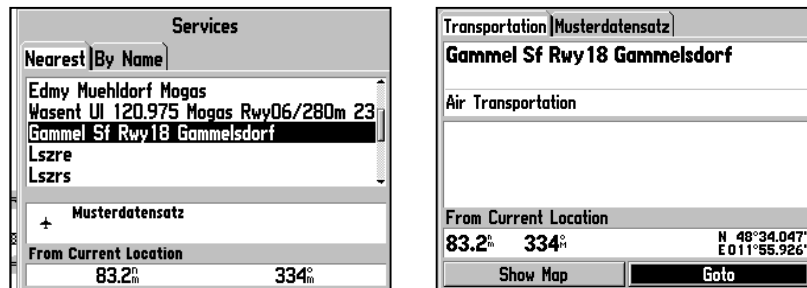 Services
Nearest By Name
Edmy Muehldorf Mogas
Wasent Ul 120.975 Mogas Rwy06/280m 23
Gammel Sf Rwy18 Gammelsdorf
Lszre
Lszrs
Musterdatensatz
From Current Location
83.2nm 334°M
Transportation Musterdatensatz
Gammel Sf Rwy18 Gammelsdorf
Air Transportation
From Current Location
83.2nm 334°M N 48°34.047'
E011°55.926'
Show Map Goto